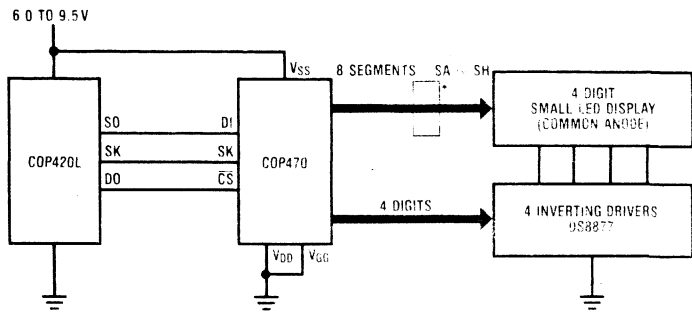 6.0 TO 9.5V
VSS
8 SEGMENTS SA SH
*
4 DIGIT
SMALL LED DISPLAY
(COMMON ANODE)
SO DI
COP420L
SK SK
COP470
DO CS
4 DIGITS
4 INVERTING DRIVERS
DS8877
VDD VGG